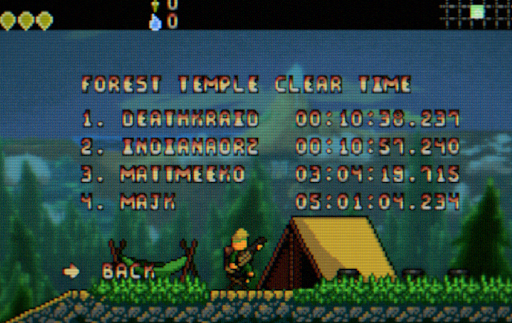 0
0
FOREST TEMPLE CLEAR TIME
1. DEATHKRAID 00:10:38.237
2. INDIANAORZ 00:10:57.240
3. MATTMEEKO 03:04:19.715
4. MAJK 05:01:04.234
BACK